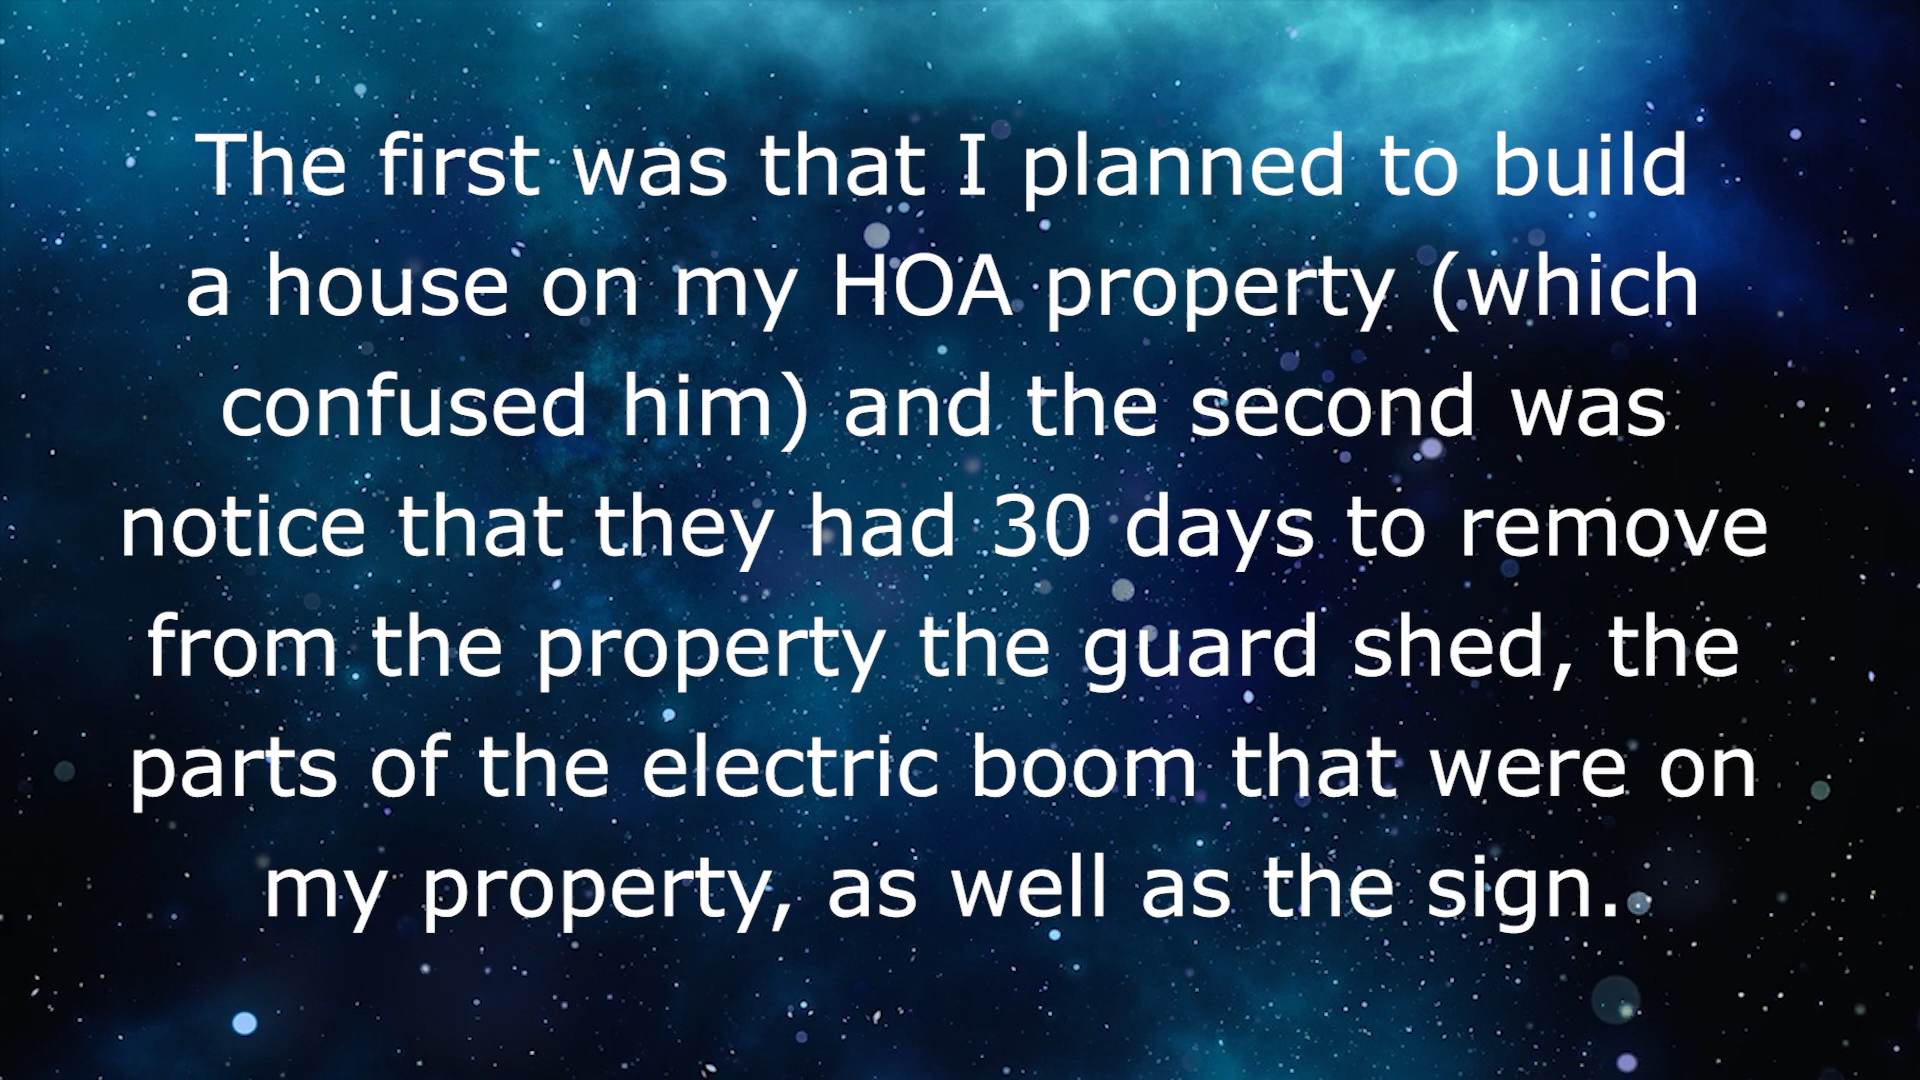 The first was that I planned to build
a house on my HOA property (which
confused him) and the second was
notice that they had 30 days to remove
from the property the guard shed, the
parts of the electric boom that were on
my property, as well as the sign.